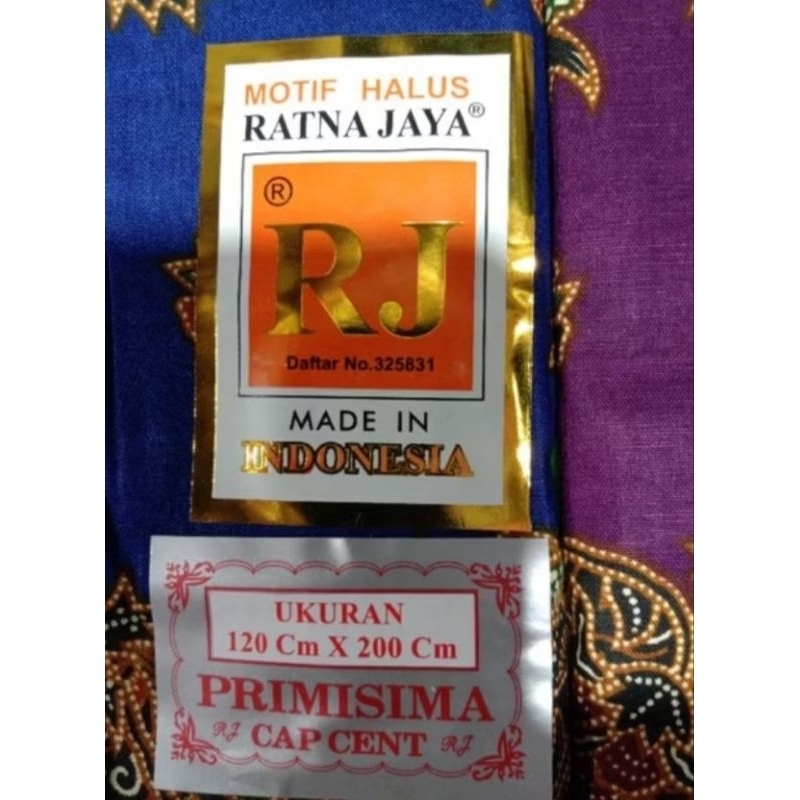 MOTIF HALUS
RATNA JAYA®
®
RJ
Daftar No.325831
MADE IN
INDONESIA
UKURAN
120 Cm X 200 Cm
PRIMISIMA
RJ CAP CENT RJ